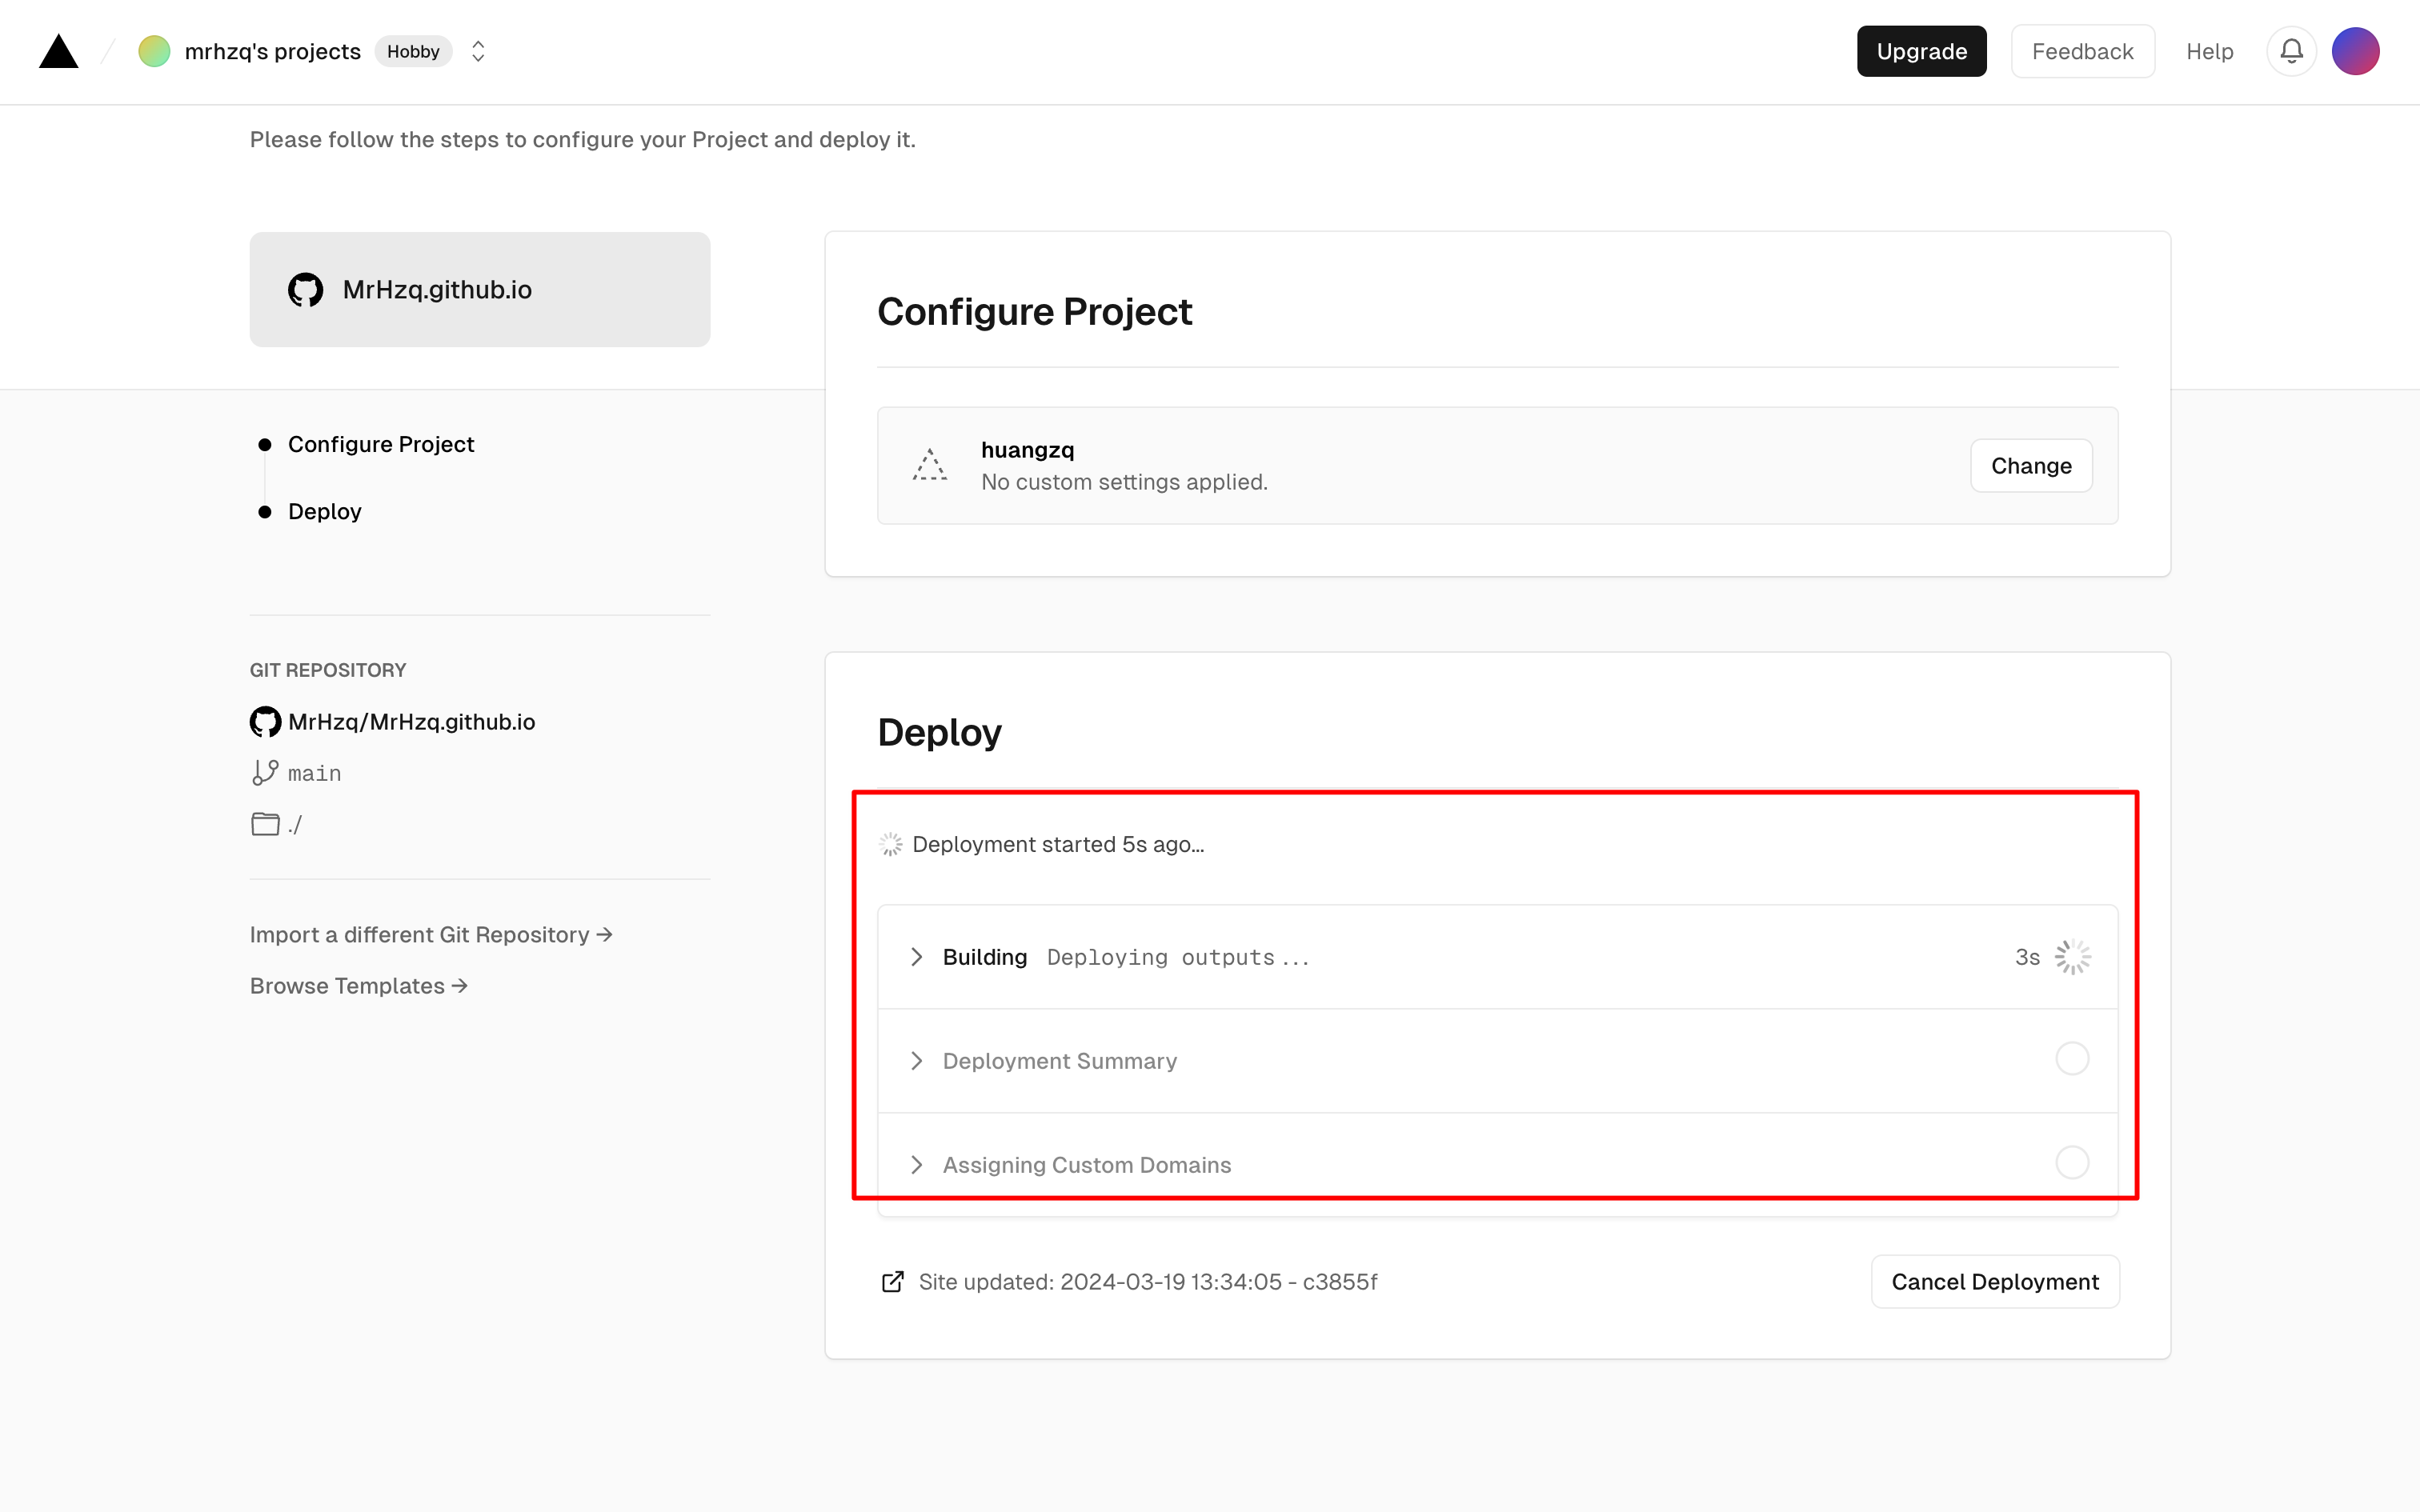 mrhzq's projects Hobby Upgrade Feedback Help
Please follow the steps to configure your Project and deploy it.
MrHzq.github.io
Configure Project
Deploy
GIT REPOSITORY
MrHzq/MrHzq.github.io
main
./
Import a different Git Repository →
Browse Templates →
Configure Project
huangzq
No custom settings applied.
Change
Deploy
Deployment started 5s ago...
Building Deploying outputs... 3s
Deployment Summary
Assigning Custom Domains
Site updated: 2024-03-19 13:34:05 - c3855f
Cancel Deployment